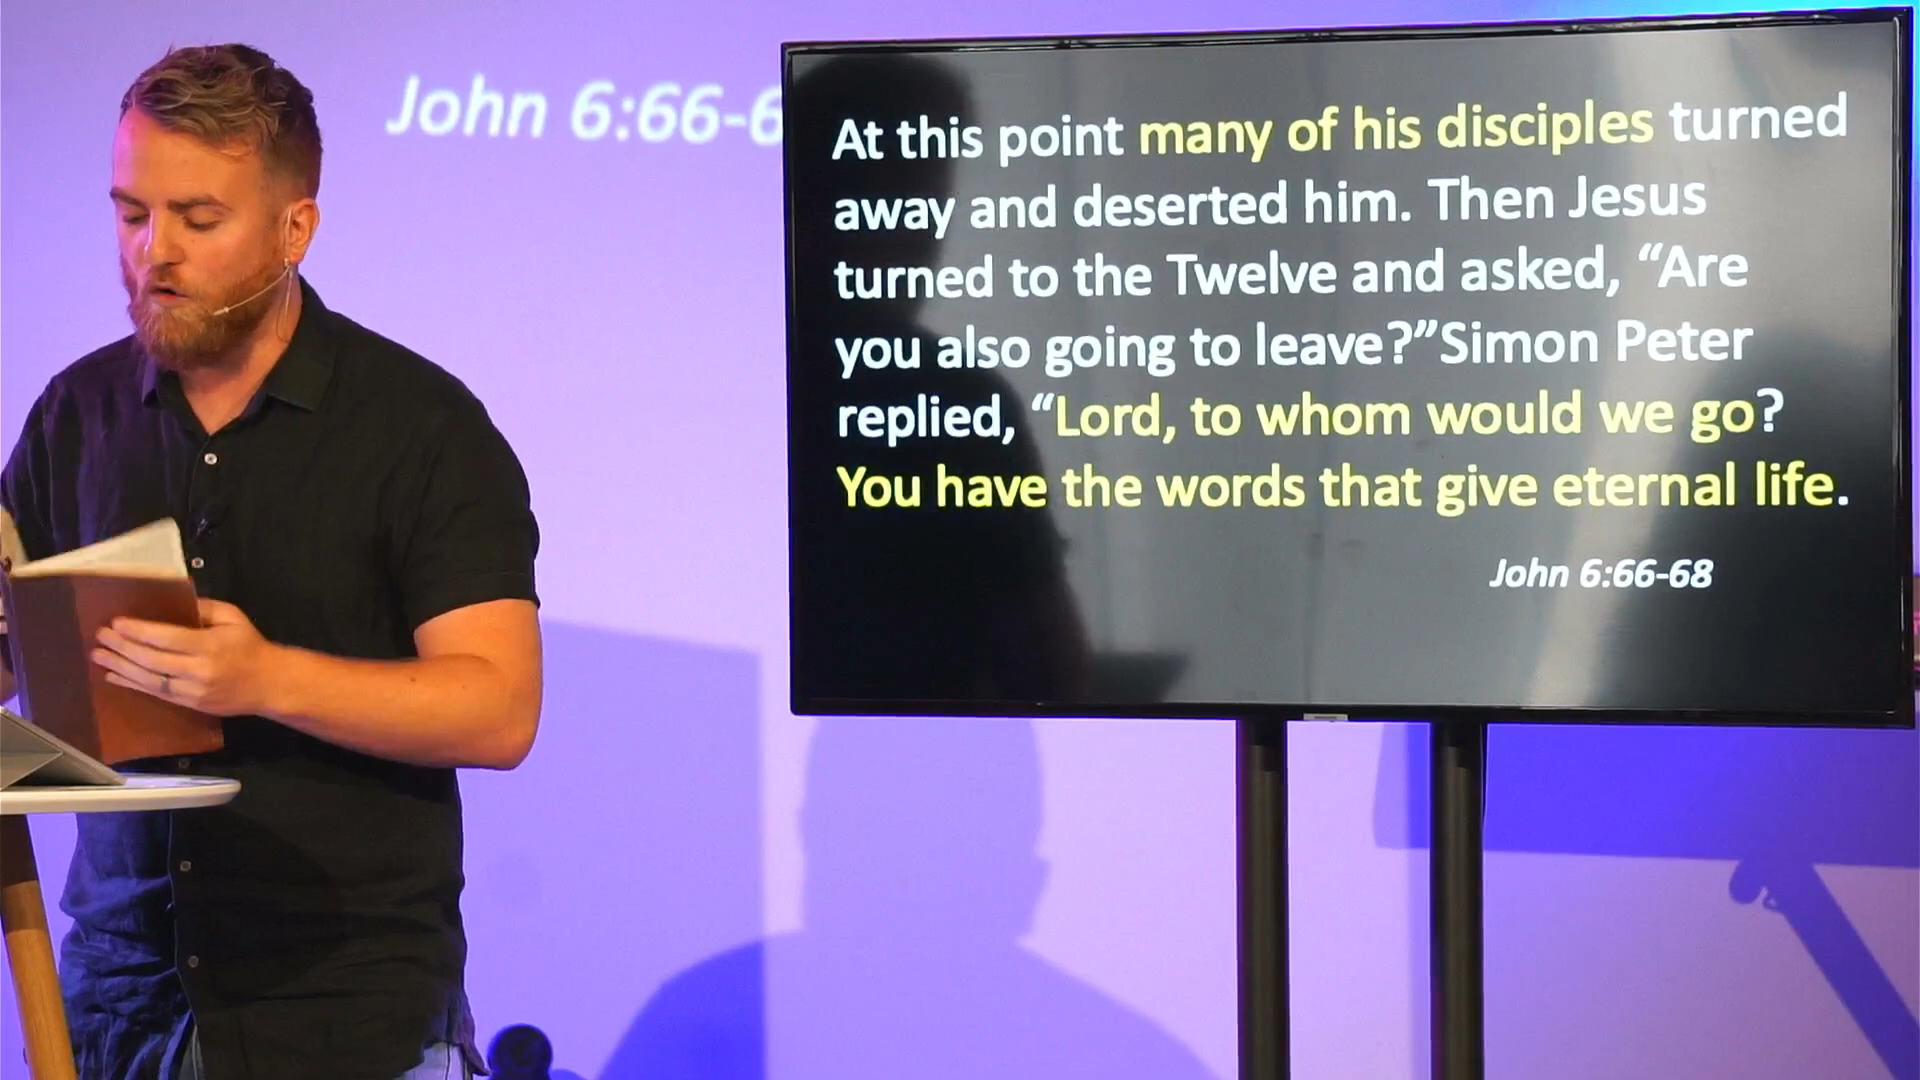 John 6:66-6
At this point many of his disciples turned
away and deserted him. Then Jesus
turned to the Twelve and asked, “Are
you also going to leave?”Simon Peter
replied, “Lord, to whom would we go?
You have the words that give eternal life.
John 6:66-68